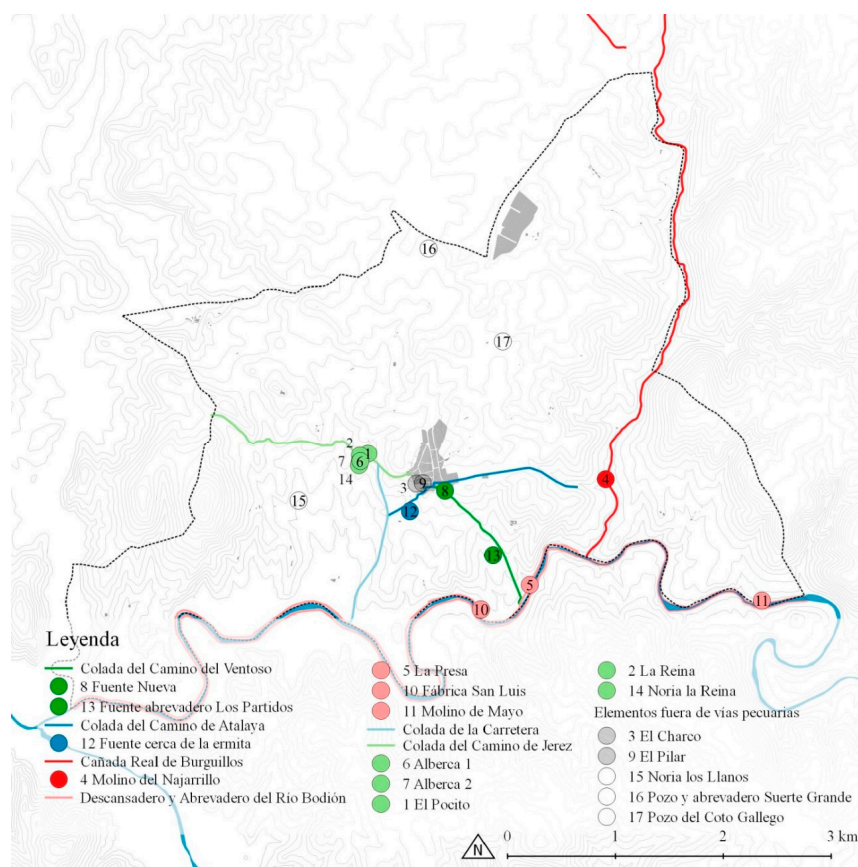 16
17
2
1
7
6
14
3
9
8
4
15
12
13
5
10
11
Leyenda
Colada del Camino del Ventoso
8 Fuente Nueva
13 Fuente abrevadero Los Partidos
Colada del Camino de Atalaya
12 Fuente cerca de la ermita
Cañada Real de Burguillos
4 Molino del Najarrillo
Descansadero y Abrevadero del Río Bodión
5 La Presa
10 Fábrica San Luis
11 Molino de Mayo
Colada de la Carretera
Colada del Camino de Jerez
6 Alberca 1
7 Alberca 2
1 El Pocito
2 La Reina
14 Noria la Reina
Elementos fuera de vías pecuarias
3 El Charco
9 El Pilar
15 Noria los Llanos
16 Pozo y abrevadero Suerte Grande
17 Pozo del Coto Gallego
N
0 1 2 3 km